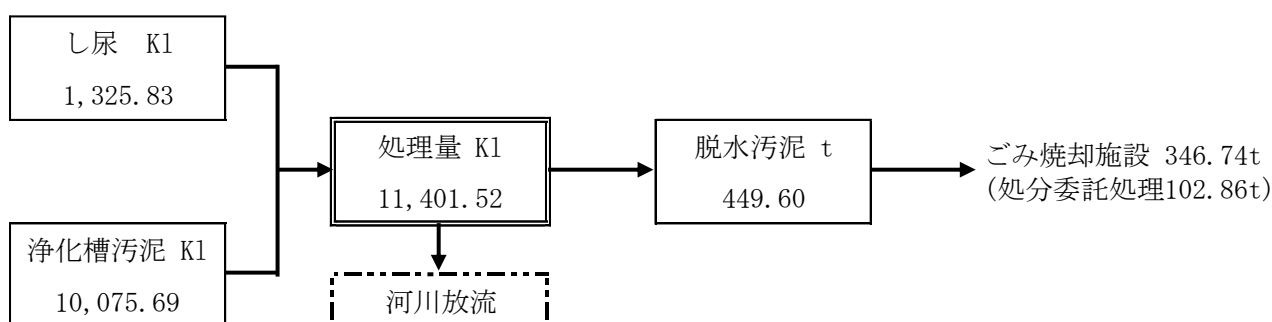 し尿 Kl
1,325.83
浄化槽汚泥 Kl
10,075.69
処理量 Kl
11,401.52
河川放流
脱水汚泥 t
449.60
ごみ焼却施設 346.74t
(処分委託処理102.86t)